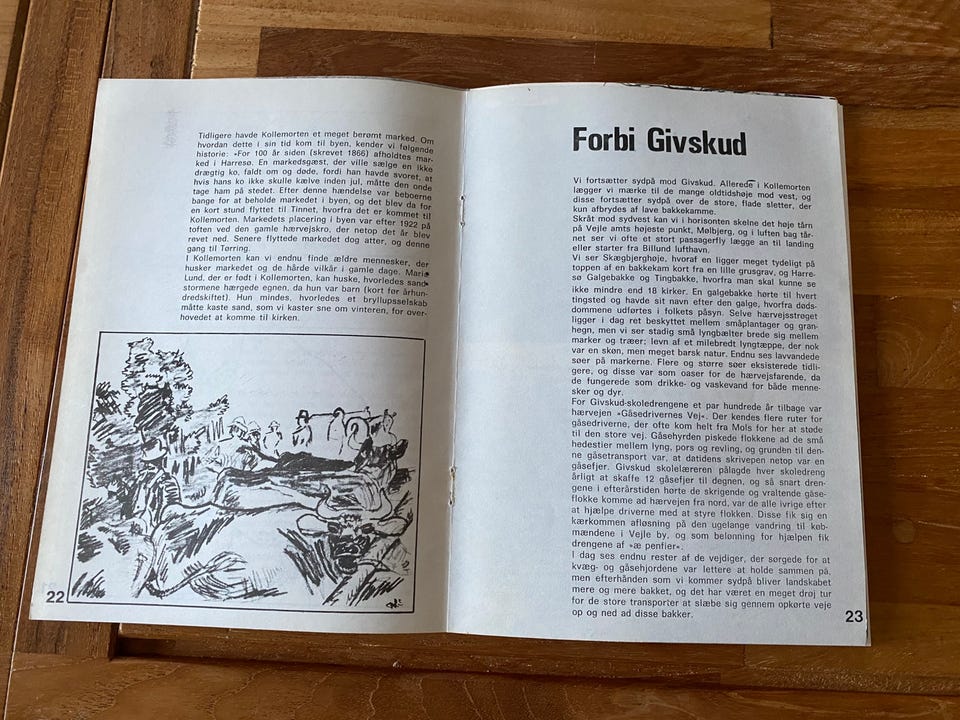 Tidligere havde Kollemorten et meget berømt marked. Om
hvordan dette i sin tid kom til byen, kender vi følgende
historie: »For 100 år siden (skrevet 1866) afholdtes mar-
ked i Harresø. En markedsgæst, der ville sælge en ikke
drægtig ko, faldt om og døde, fordi han havde svoret, at
hvis hans ko ikke skulle kælve inden jul, måtte den onde
tage ham på stedet. Efter denne hændelse var beboerne
bange for at beholde markedet i byen, og det blev da for
en kort stund flyttet til Tinnet, hvorfra det er kommet til
Kollemorten. Markedets placering i byen var efter 1922 på
toften ved den gamle hærvejskro, der netop det år blev
revet ned. Senere flyttede markedet dog atter, og denne
gang til Tørring.
I Kollemorten kan vi endnu finde ældre mennesker, der
husker markedet og de hårde vilkår i gamle dage. Marie
Lund, der er født i Kollemorten, kan huske, hvorledes sand-
stormene hærgede egnen, da hun var barn (kort før århun-
dredskiftet). Hun mindes, hvorledes et bryllupsselskab
måtte kaste sand, som vi kaster sne om vinteren, for over-
hovedet at komme til kirken.
22
Forbi Givskud
Vi fortsætter sydpå mod Givskud. Allerede i Kollemorten
lægger vi mærke til de mange oldtidshøje mod vest, og
disse fortsætter sydpå over de store, flade sletter, der
kun afbrydes af lave bakkekamme.
Skråt mod sydvest kan vi i horisonten skelne det høje tårn
på Vejle amts højeste punkt, Mølbjerg, og i luften bag tår-
net ser vi ofte et stort passagerfly lægge an til landing
eller starter fra Billund lufthavn.
Vi ser Skægbjerghøje, hvoraf en ligger meget tydeligt på
toppen af en bakkekam kort fra en lille grusgrav, og Harre-
sø Galgebakke og Tingbakke, hvorfra man skal kunne se
ikke mindre end 18 kirker. En galgebakke hørte til hvert
tingsted og havde sit navn efter den galge, hvorfra døds-
dommene udførtes i folkets påsyn. Selve hærvejsstrøget
ligger i dag ret beskyttet mellem småplantager og gran-
hegn, men vi ser stadig små lyngbælter brede sig mellem
marker og træer; levn af et milebredt lyngtæppe, der nok
var en skøn, men meget barsk natur. Endnu ses lavvandede
søer på markerne. Flere og større søer eksisterede tidli-
gere, og disse var som oaser for de hærvejsfarende, da
de fungerede som drikke- og vaskevand for både menne-
sker og dyr.
For Givskud-skoledrengene et par hundrede år tilbage var
hærvejen »Gåsedrivernes Vej«. Der kendes flere ruter for
gåsedriverne, der ofte kom helt fra Mols for her at støde
til den store vej. Gåsehyrden piskede flokkene ad de små
hedestier mellem lyng, pors og revling, og grunden til den-
ne gåsetransport var, at datidens skrivepen netop var en
gåsefjer. Givskud skolelæreren pålagde hver skoledreng
årligt at skaffe 12 gåsefjer til degnen, og så snart dren-
gene i efterårstiden hørte de skrigende og vraltende gåse-
flokke komme ad hærvejen fra nord, var de alle ivrige efter
at hjælpe driverne med at styre flokken. Disse fik sig en
kærkommen afløsning på den ugelange vandring til køb-
mændene i Vejle by, og som belønning for hjælpen fik
drengene af »æ penfier«.
I dag ses endnu rester af de vejdiger, der sørgede for at
kvæg- og gåsehjordene var lettere at holde sammen på,
men efterhånden som vi kommer sydpå bliver landskabet
mere og mere bakket, og det har været en meget drøj tur
for de store transporter at slæbe sig gennem opkørte veje
op og ned ad disse bakker.
23